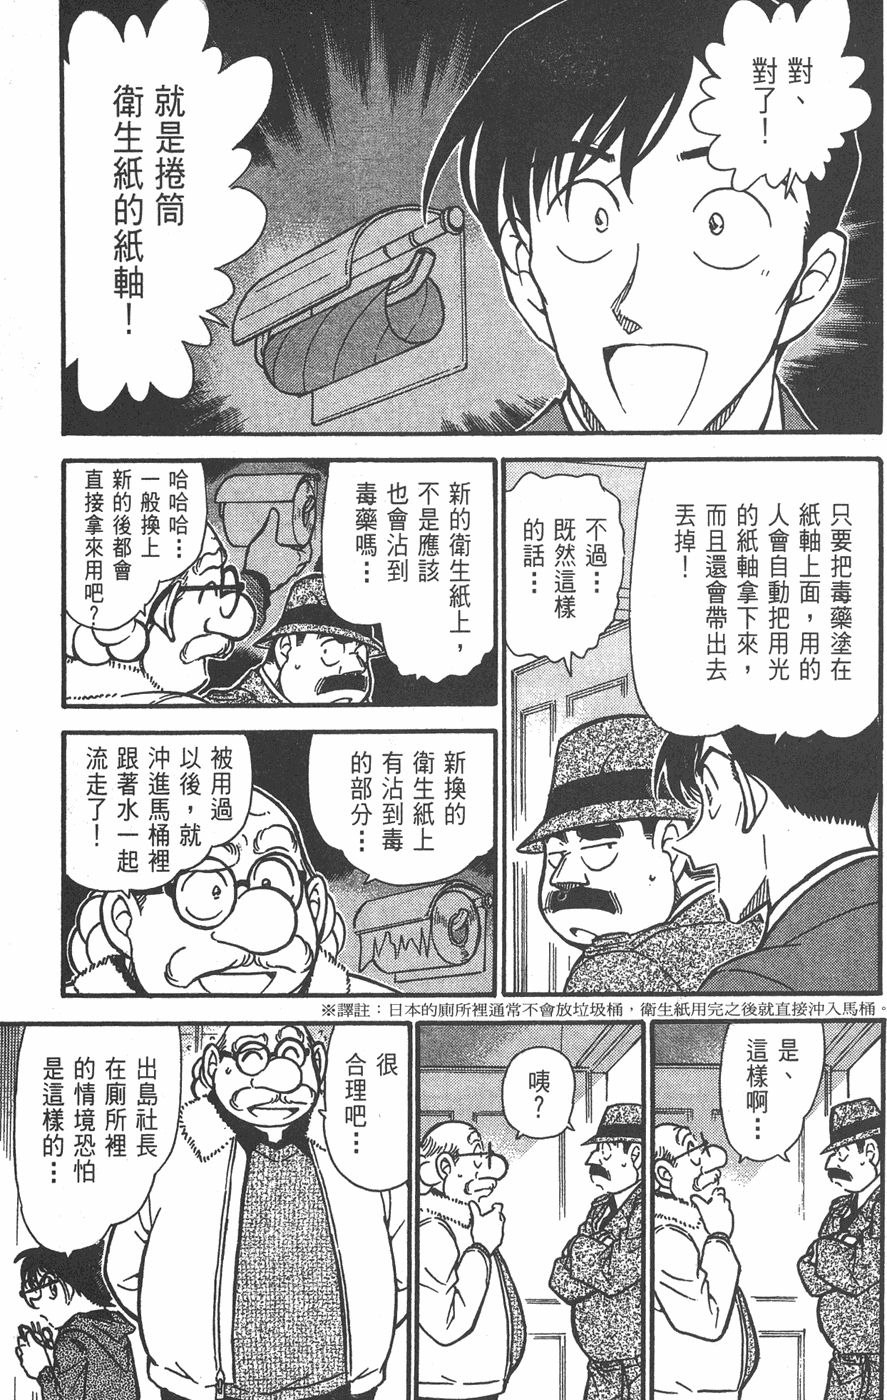 對、
對了！
就是捲筒
衛生紙的紙軸！
只要把毒藥塗在
紙軸上面，用的
人會自動把用光
的紙軸拿下來，
而且還會帶出去
丟掉！
不過…
既然這樣
的話…
新的衛生紙上，
不是應該
也會沾到
毒藥嗎…
哈哈哈…
一般換上
新的後都會
直接拿來用吧？
新換的
衛生紙上
有沾到毒
的部分…
被用過
以後，就
沖進馬桶裡
跟著水一起
流走了！
※譯註：日本的廁所裡通常不會放垃圾桶，衛生紙用完之後就直接沖入馬桶。
是、
這樣啊…
咦？
很
合理吧…
出島社長
在廁所裡
的情境恐怕
是這樣的…